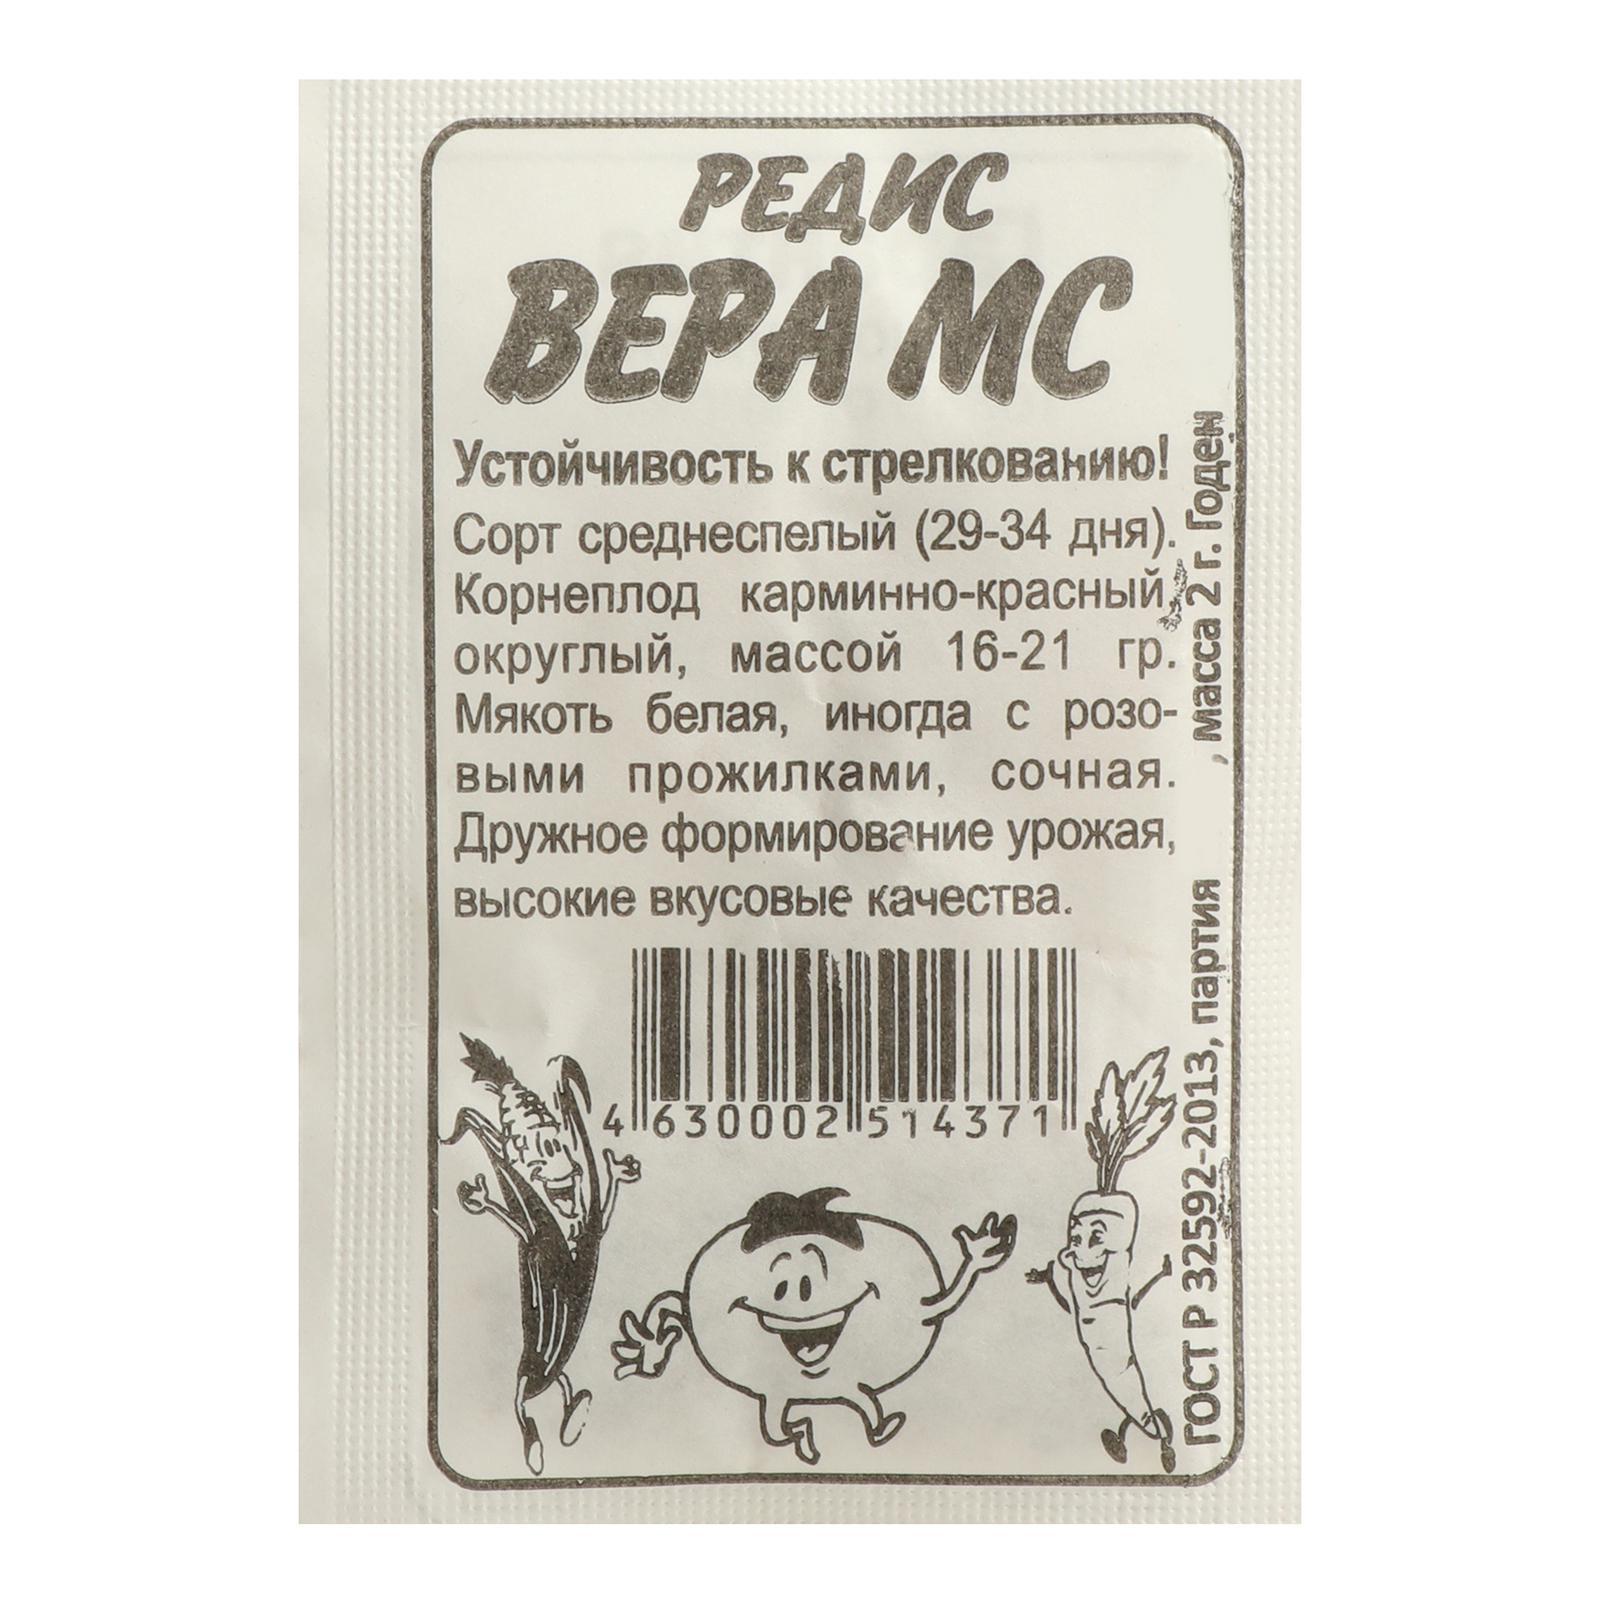 РЕДИС
ВЕРА МС
Устойчивость к стрелкованию!
Сорт среднеспелый (29-34 дня).
Корнеплод карминно-красный,
округлый, массой 16-21 гр.
Мякоть белая, иногда с розо-
выми прожилками, сочная.
Дружное формирование урожая,
высокие вкусовые качества.
4 630002 514371
ГОСТ Р 32592-2013, партия , масса 2 г. Годен